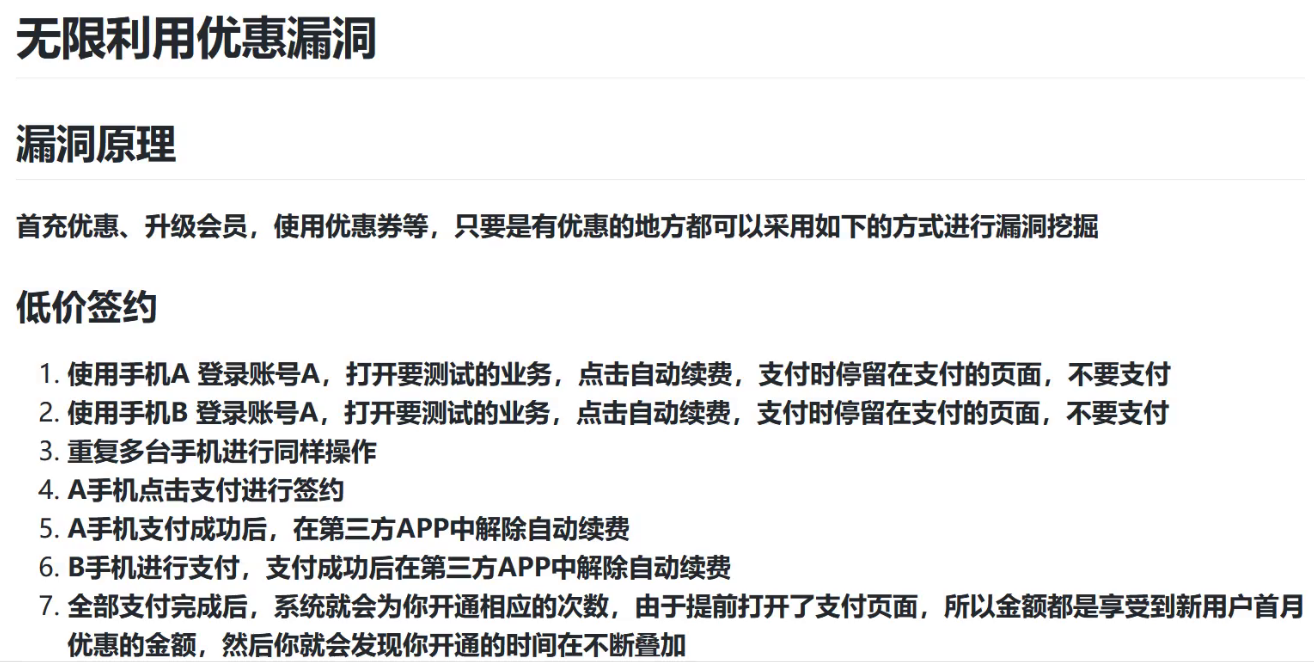 无限利用优惠漏洞
漏洞原理
首充优惠、升级会员，使用优惠券等，只要是有优惠的地方都可以采用如下的方式进行漏洞挖掘
低价签约
1. 使用手机A 登录账号A，打开要测试的业务，点击自动续费，支付时停留在支付的页面，不要支付
2. 使用手机B 登录账号A，打开要测试的业务，点击自动续费，支付时停留在支付的页面，不要支付
3. 重复多台手机进行同样操作
4. A手机点击支付进行签约
5. A手机支付成功后，在第三方APP中解除自动续费
6. B手机进行支付，支付成功后在第三方APP中解除自动续费
7. 全部支付完成后，系统就会为你开通相应的次数，由于提前打开了支付页面，所以金额都是享受到新用户首月
优惠的金额，然后你就会发现你开通的时间在不断叠加